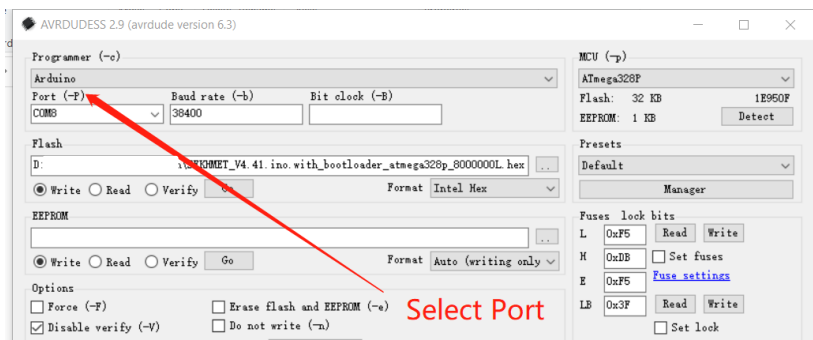 AVRDUDESS 2.9 (avrdude version 6.3)
Programmer (-c)
Arduino
Port (-P) Baud rate (-b) Bit clock (-B)
COM8 38400
Flash
D: \SEKHMET_V4.41.ino.with_bootloader_atmega328p_8000000L.hex ..
Write Read Verify Go Format Intel Hex
EEPROM
..
Write Read Verify Go Format Auto (writing only
Options
Force (-F) Erase flash and EEPROM (-e)
Disable verify (-V) Do not write (-n)
Select Port
MCU (-p)
ATmega328P
Flash: 32 KB 1E950F
EEPROM: 1 KB Detect
Presets
Default
Manager
Fuses lock bits
L 0xF5 Read Write
H 0xDB Set fuses
E 0xF5 Fuse settings
LB 0x3F Read Write
Set lock